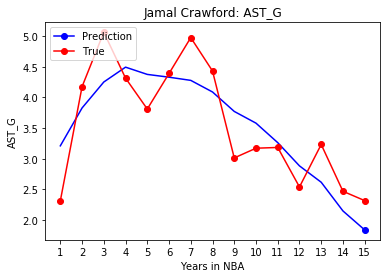 Jamal Crawford: AST_G
Prediction
True
AST_G
5.0
4.5
4.0
3.5
3.0
2.5
2.0
1 2 3 4 5 6 7 8 9 10 11 12 13 14 15
Years in NBA